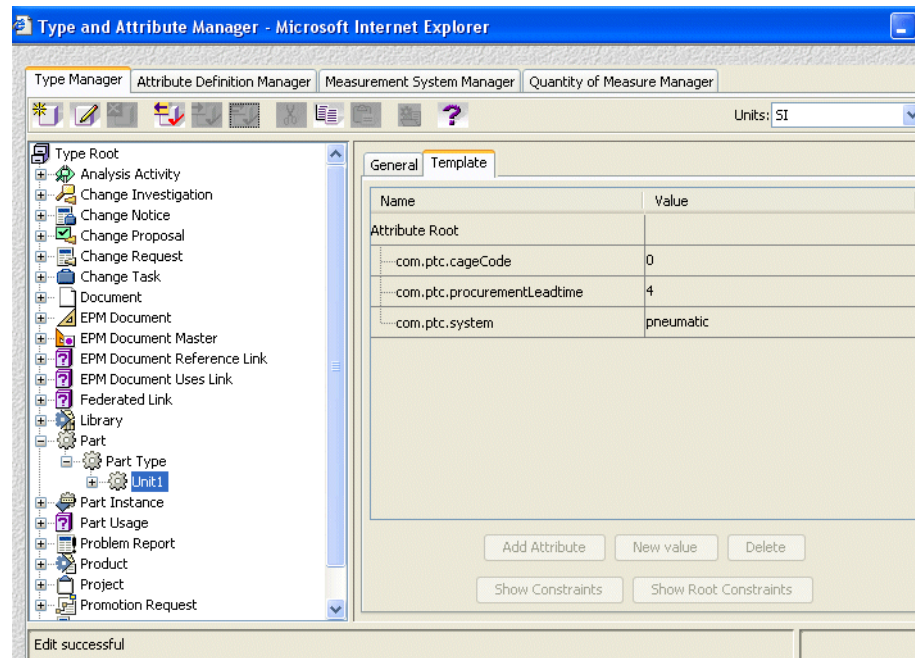 Type and Attribute Manager - Microsoft Internet Explorer
Type Manager Attribute Definition Manager Measurement System Manager Quantity of Measure Manager
Units: SI
Type Root
Analysis Activity
Change Investigation
Change Notice
Change Proposal
Change Request
Change Task
Document
EPM Document
EPM Document Master
EPM Document Reference Link
EPM Document Uses Link
Federated Link
Library
Part
Part Type
Unit1
Part Instance
Part Usage
Problem Report
Product
Project
Promotion Request
General Template
Name Value
Attribute Root
com.ptc.cageCode 0
com.ptc.procurementLeadtime 4
com.ptc.system pneumatic
Add Attribute New value Delete
Show Constraints Show Root Constraints
Edit successful